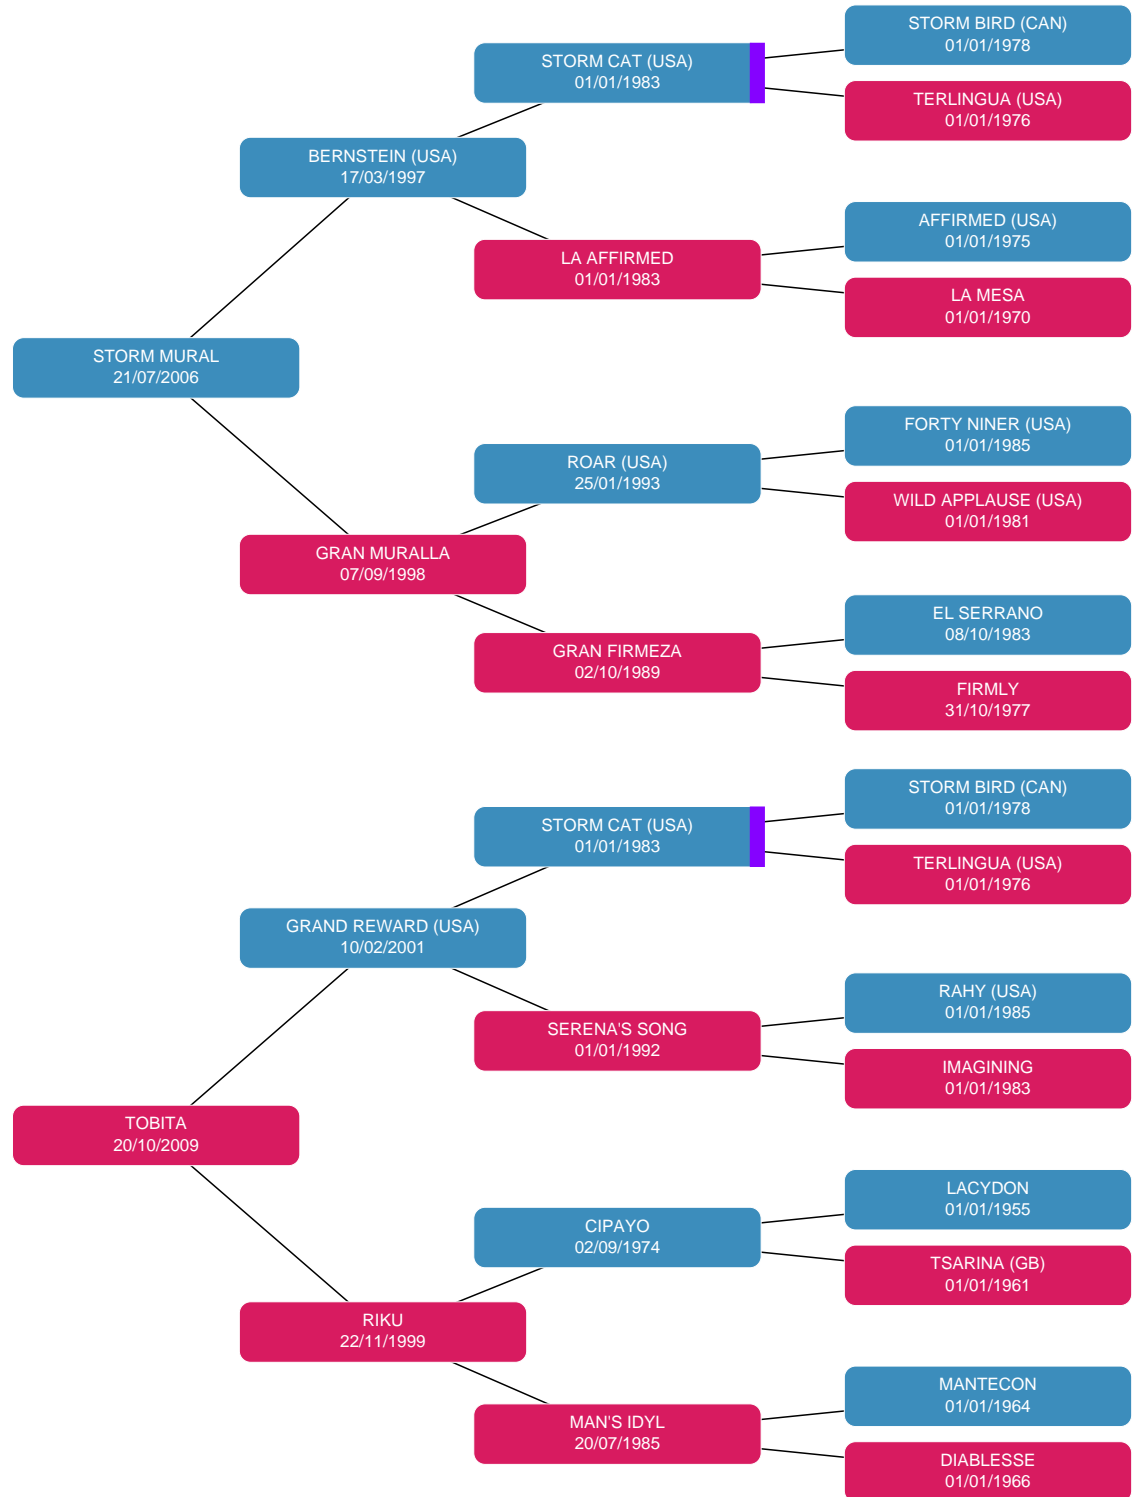 STORM BIRD (CAN)
01/01/1978
STORM CAT (USA)
01/01/1983
TERLINGUA (USA)
01/01/1976
BERNSTEIN (USA)
17/03/1997
AFFIRMED (USA)
01/01/1975
LA AFFIRMED
01/01/1983
LA MESA
01/01/1970
STORM MURAL
21/07/2006
FORTY NINER (USA)
01/01/1985
ROAR (USA)
25/01/1993
WILD APPLAUSE (USA)
01/01/1981
GRAN MURALLA
07/09/1998
EL SERRANO
08/10/1983
GRAN FIRMEZA
02/10/1989
FIRMLY
31/10/1977
STORM BIRD (CAN)
01/01/1978
STORM CAT (USA)
01/01/1983
TERLINGUA (USA)
01/01/1976
GRAND REWARD (USA)
10/02/2001
RAHY (USA)
01/01/1985
SERENA'S SONG
01/01/1992
IMAGINING
01/01/1983
TOBITA
20/10/2009
LACYDON
01/01/1955
CIPAYO
02/09/1974
TSARINA (GB)
01/01/1961
RIKU
22/11/1999
MANTECON
01/01/1964
MAN'S IDYL
20/07/1985
DIABLESSE
01/01/1966